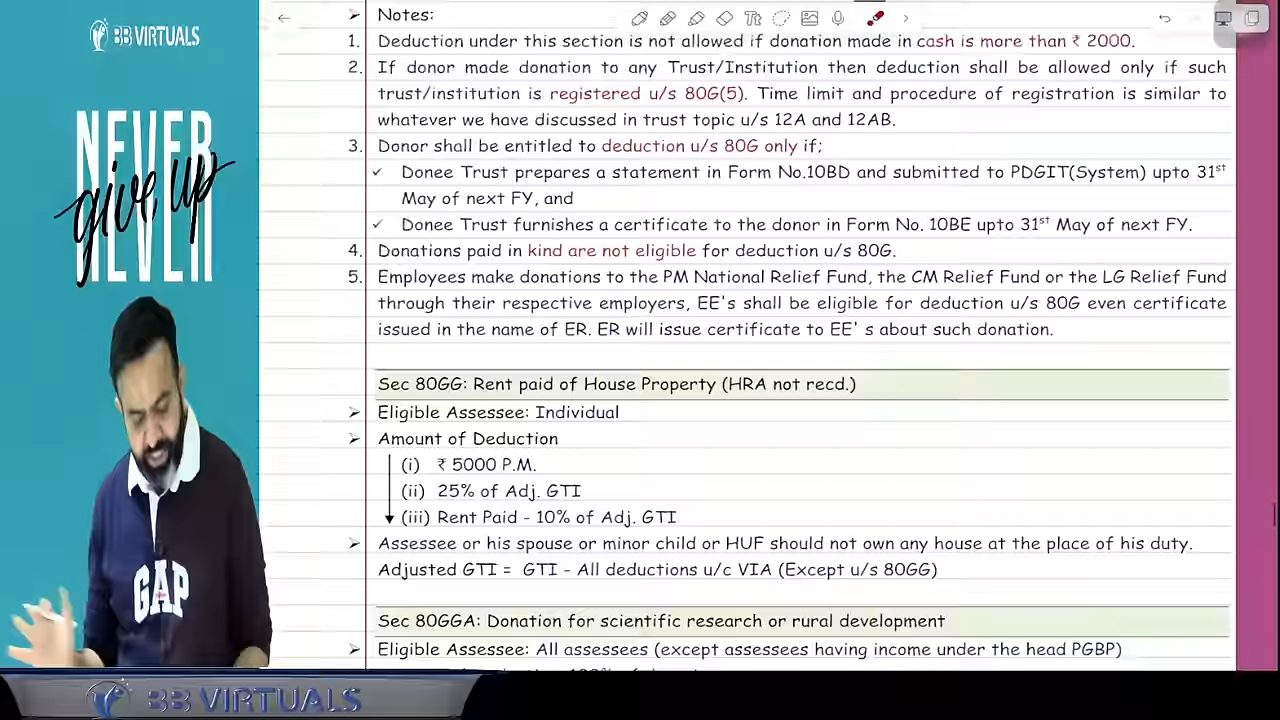 BB VIRTUALS
NEVER
give up
NEVER
Notes:
1. Deduction under this section is not allowed if donation made in cash is more than ₹ 2000.
2. If donor made donation to any Trust/Institution then deduction shall be allowed only if such
trust/institution is registered u/s 80G(5). Time limit and procedure of registration is similar to
whatever we have discussed in trust topic u/s 12A and 12AB.
3. Donor shall be entitled to deduction u/s 80G only if;
✓ Donee Trust prepares a statement in Form No.10BD and submitted to PDGIT(System) upto 31st
May of next FY, and
✓ Donee Trust furnishes a certificate to the donor in Form No. 10BE upto 31st May of next FY.
4. Donations paid in kind are not eligible for deduction u/s 80G.
5. Employees make donations to the PM National Relief Fund, the CM Relief Fund or the LG Relief Fund
through their respective employers, EE's shall be eligible for deduction u/s 80G even certificate
issued in the name of ER. ER will issue certificate to EE' s about such donation.
Sec 80GG: Rent paid of House Property (HRA not recd.)
Eligible Assessee: Individual
Amount of Deduction
(i) ₹ 5000 P.M.
(ii) 25% of Adj. GTI
(iii) Rent Paid - 10% of Adj. GTI
Assessee or his spouse or minor child or HUF should not own any house at the place of his duty.
Adjusted GTI = GTI - All deductions u/c VIA (Except u/s 80GG)
Sec 80GGA: Donation for scientific research or rural development
Eligible Assessee: All assessees (except assessees having income under the head PGBP)
GAP
BB VIRTUALS